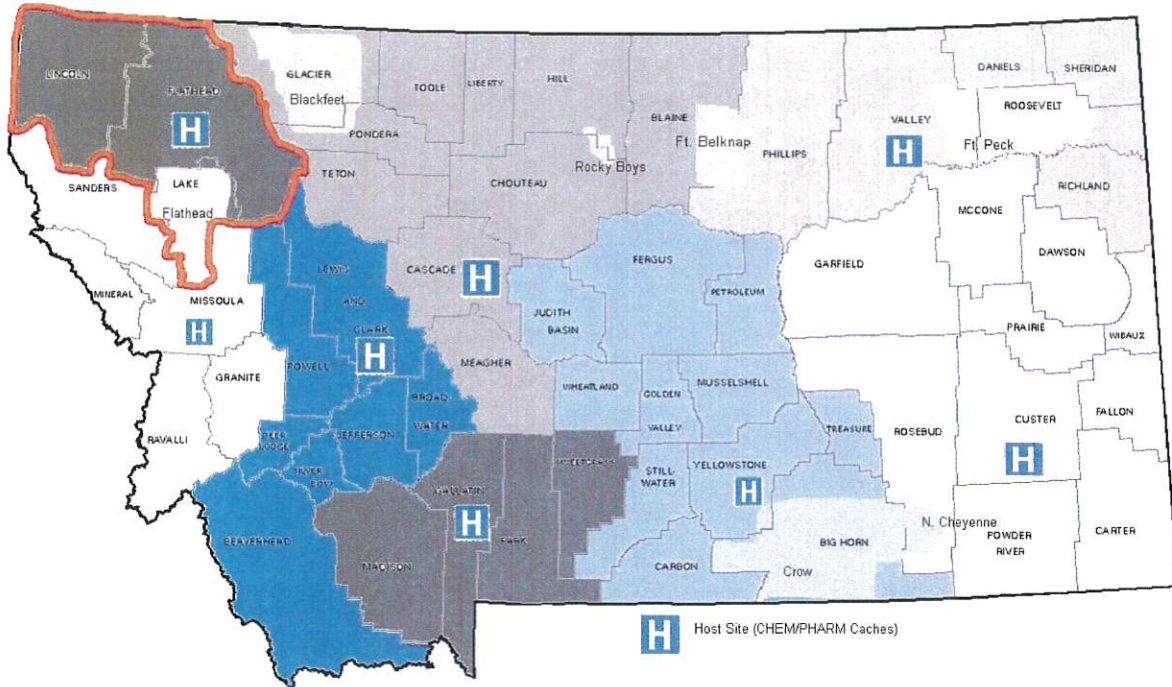 LINCOLN
FLATHEAD
H
GLACIER
Blackfeet
TOOLE
LIBERTY
HILL
BLAINE
Ft. Belknap
PHILLIPS
VALLEY
H
DANIELS
SHERIDAN
ROOSEVELT
Ft. Peck
RICHLAND
PONDERA
TETON
CHOUTEAU
Rocky Boys
SANDERS
LAKE
Flathead
MINERAL
MISSOULA
H
LEWIS
AND
CLARK
H
CASCADE
H
FERGUS
PETROLEUM
JUDITH
BASIN
GARFIELD
MCCONE
DAWSON
PRAIRIE
WIBAUX
POWELL
GRANITE
RAVALLI
DEER LODGE
SILVER
BOW
JEFFERSON
BROAD
WATER
MEAGHER
WHEATLAND
GOLDEN
VALLEY
MUSSELSHELL
TREASURE
ROSEBUD
CUSTER
H
FALLON
BEAVERHEAD
MADISON
GALLATIN
H
PARK
SWEETGRASS
STILL-
WATER
YELLOWSTONE
H
CARBON
BIG HORN
Crow
N. Cheyenne
POWDER
RIVER
CARTER
H Host Site (CHEM/PHARM Caches)